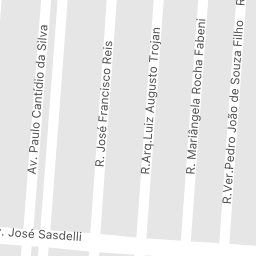 Av. Paulo Cantídio da Silva
R. José Francisco Reis
R.Arq.Luiz Augusto Trojan
R. Mariângela Rocha Fabeni
R.Ver.Pedro João de Souza Filho
José Sasdelli